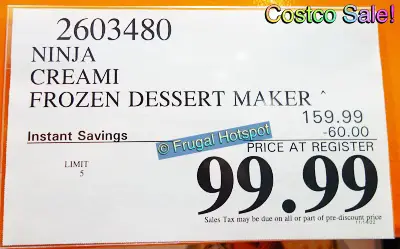 Costco Sale!
2603480
NINJA
CREAMI
FROZEN DESSERT MAKER ^
159.99
Instant Savings -60.00
© Frugal Hotspot
PRICE AT REGISTER
LIMIT
5
99.99
Sales Tax may be due on all or part of pre-discount price